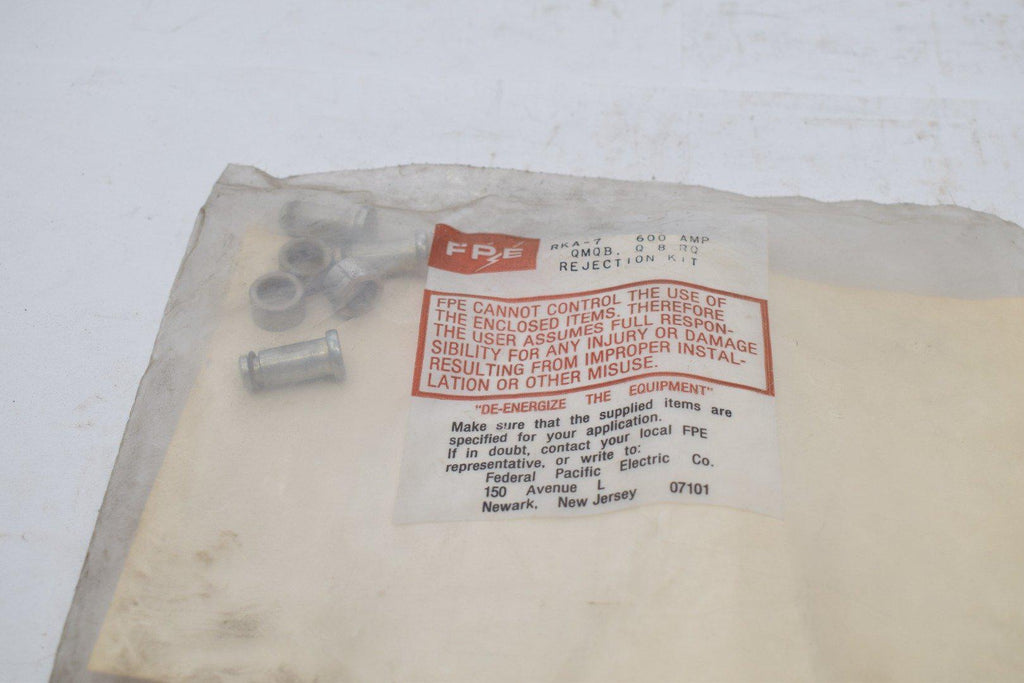 FPE
RKA-7 600 AMP
QMQB, Q B RQ
REJECTION KIT
FPE CANNOT CONTROL THE USE OF
THE ENCLOSED ITEMS. THEREFORE
THE USER ASSUMES FULL RESPON-
SIBILITY FOR ANY INJURY OR DAMAGE
RESULTING FROM IMPROPER INSTAL-
LATION OR OTHER MISUSE.
"DE-ENERGIZE THE EQUIPMENT"
Make sure that the supplied items are
specified for your application.
If in doubt, contact your local FPE
representative, or write to:
Federal Pacific Electric Co.
150 Avenue L
Newark, New Jersey 07101